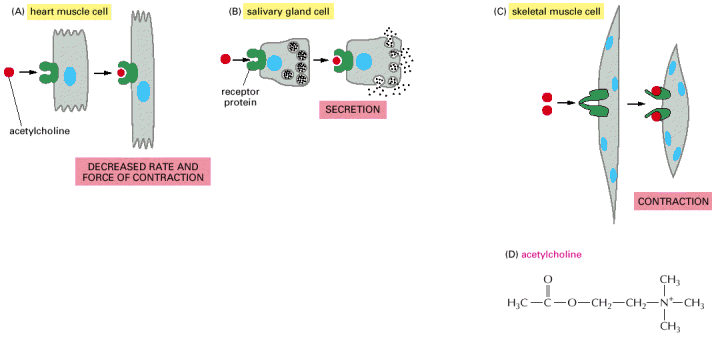 (A) heart muscle cell
acetylcholine
DECREASED RATE AND
FORCE OF CONTRACTION
(B) salivary gland cell
receptor
protein
SECRETION
(C) skeletal muscle cell
CONTRACTION
(D) acetylcholine
O
CH₃
H₃C—C—O—CH₂—CH₂—N⁺—CH₃
CH₃